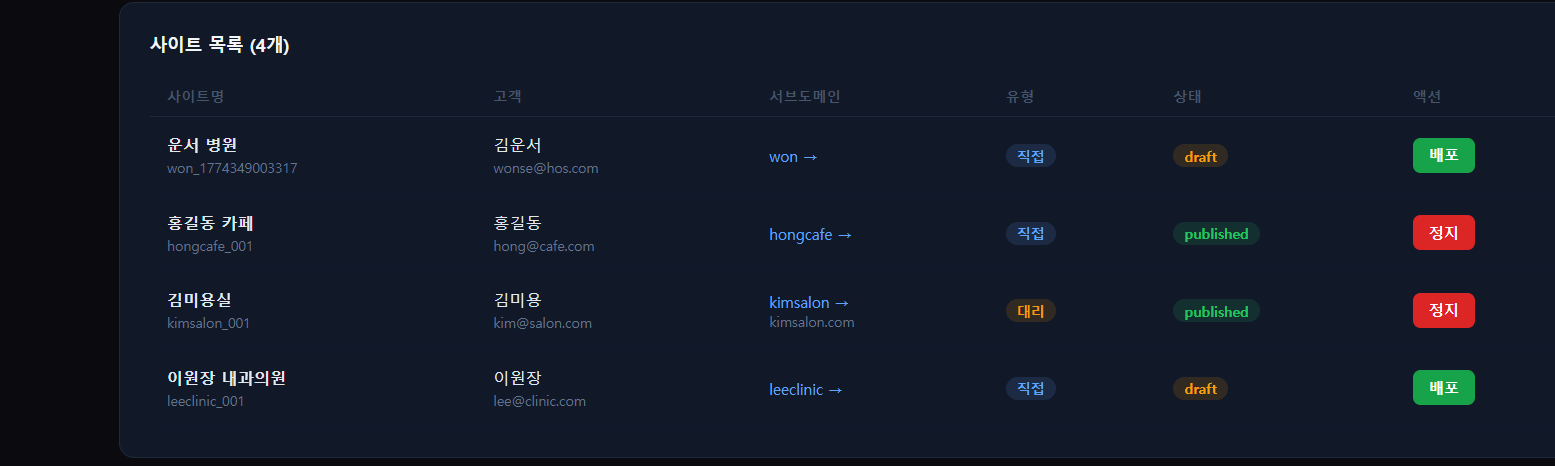 사이트 목록 (4개)
사이트명 고객 서브도메인 유형 상태 액션
운서 병원 김운서 won → 직접 draft 배포
won_1774349003317 wonse@hos.com
홍길동 카페 홍길동 hongcafe → 직접 published 정지
hongcafe_001 hong@cafe.com
김미용실 김미용 kimsalon → 대리 published 정지
kimsalon_001 kim@salon.com kimsalon.com
이원장 내과의원 이원장 leeclinic → 직접 draft 배포
leeclinic_001 lee@clinic.com